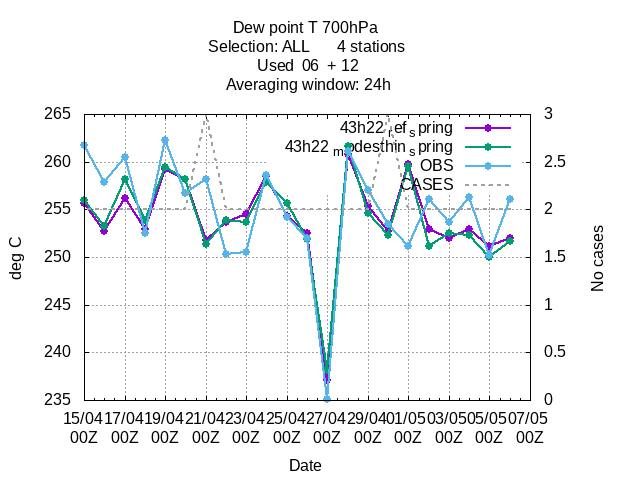 Dew point T 700hPa
Selection: ALL 4 stations
Used 06 + 12
Averaging window: 24h
43h22_ref_spring
43h22_modesthin_spring
OBS
CASES
265
260
255
250
245
240
235
3
2.5
2
1.5
1
0.5
0
deg C
No cases
15/04 17/04 19/04 21/04 23/04 25/04 27/04 29/04 01/05 03/05 05/05 07/05
00Z 00Z 00Z 00Z 00Z 00Z 00Z 00Z 00Z 00Z 00Z 00Z
Date